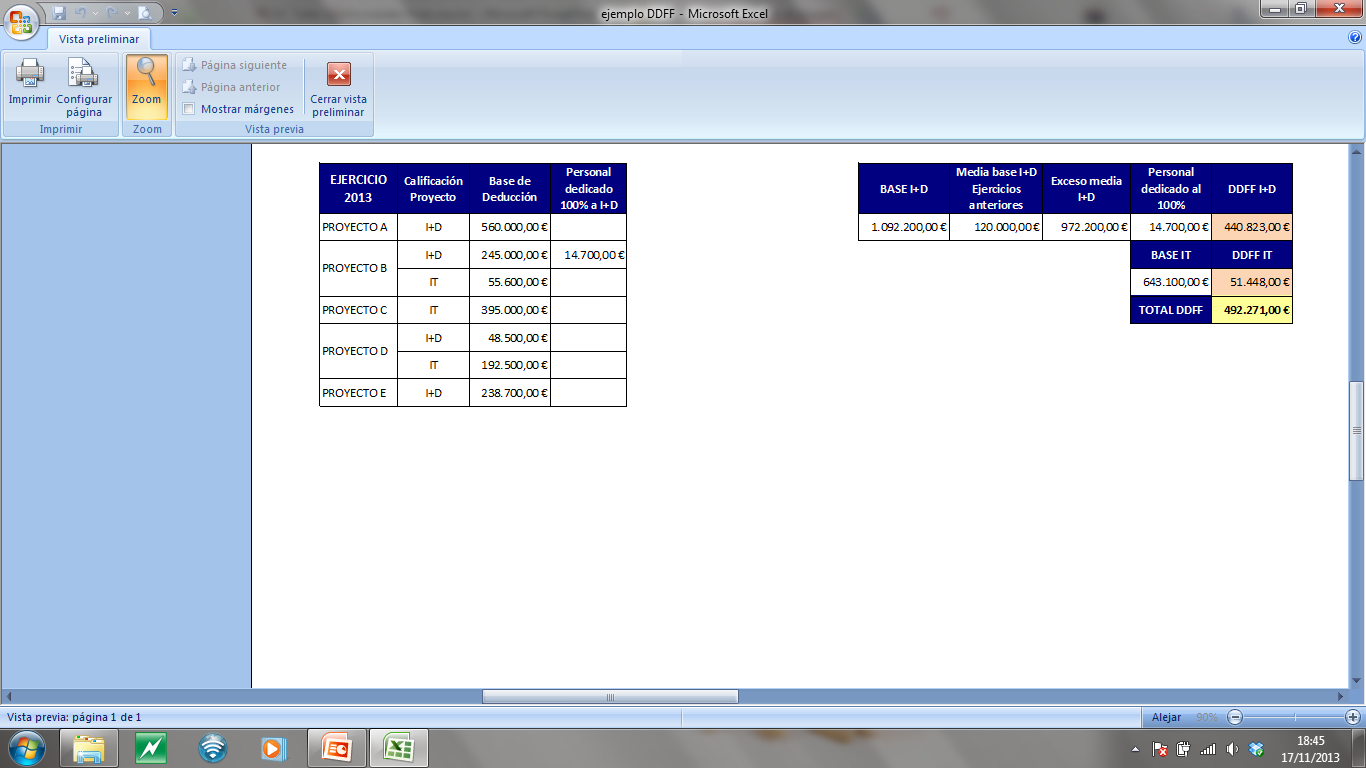 ejemplo DDFF - Microsoft Excel
Vista preliminar
Imprimir
Configurar
página
Zoom
Página siguiente
Página anterior
Mostrar márgenes
Cerrar vista
preliminar
Imprimir
Zoom
Vista previa
EJERCICIO
2013
Calificación
Proyecto
Base de
Deducción
Personal
dedicado
100% a I+D
PROYECTO A I+D 560.000,00 €
PROYECTO B
I+D 245.000,00 € 14.700,00 €
IT 55.600,00 €
PROYECTO C IT 395.000,00 €
PROYECTO D
I+D 48.500,00 €
IT 192.500,00 €
PROYECTO E I+D 238.700,00 €
BASE I+D
Media base I+D
Ejercicios
anteriores
Exceso media
I+D
Personal
dedicado al
100%
DDFF I+D
1.092.200,00 € 120.000,00 € 972.200,00 € 14.700,00 € 440.823,00 €
BASE IT DDFF IT
643.100,00 € 51.448,00 €
TOTAL DDFF 492.271,00 €
Vista previa: página 1 de 1
Alejar 90%
18:45
17/11/2013